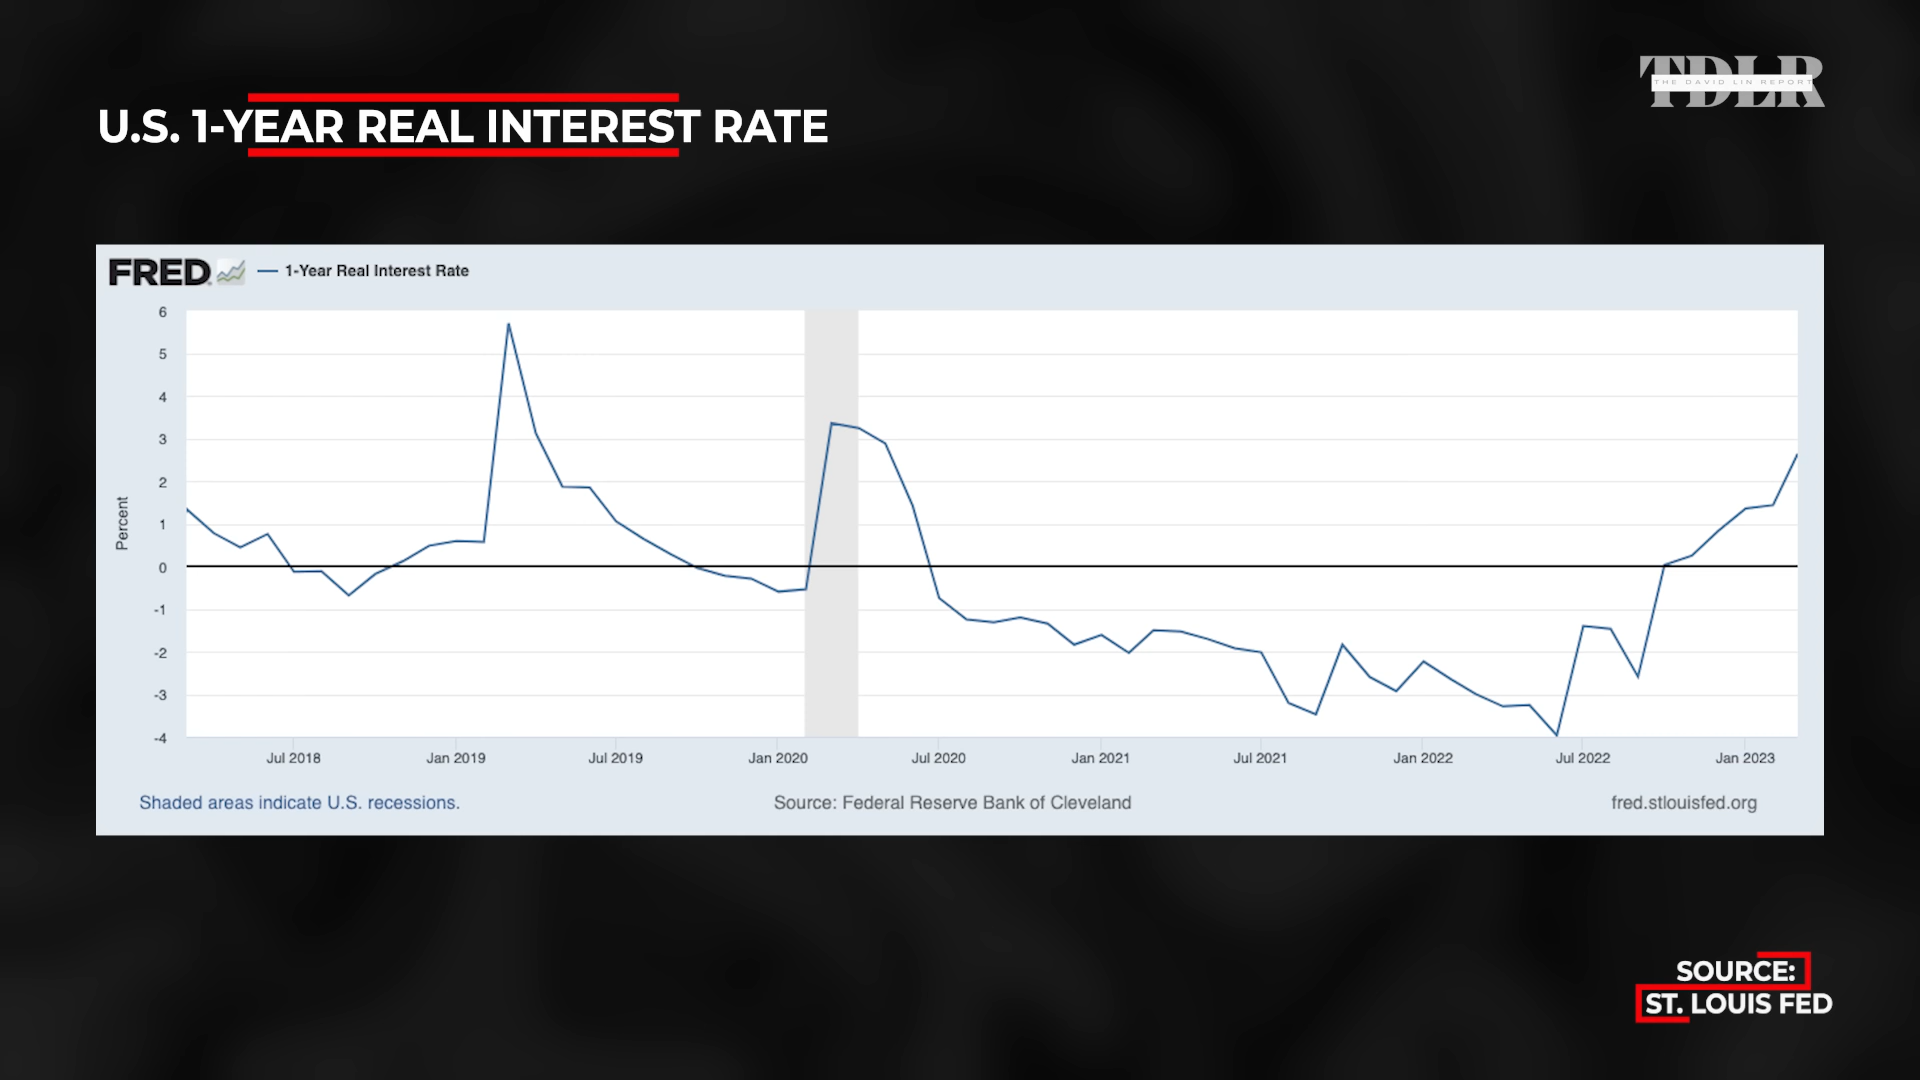 TDLR
THE DAVID LIN REPORT
U.S. 1-YEAR REAL INTEREST RATE
FRED
1-Year Real Interest Rate
6
5
4
3
2
1
0
-1
-2
-3
-4
Percent
Jul 2018
Jan 2019
Jul 2019
Jan 2020
Jul 2020
Jan 2021
Jul 2021
Jan 2022
Jul 2022
Jan 2023
Shaded areas indicate U.S. recessions.
Source: Federal Reserve Bank of Cleveland
fred.stlouisfed.org
SOURCE:
ST. LOUIS FED